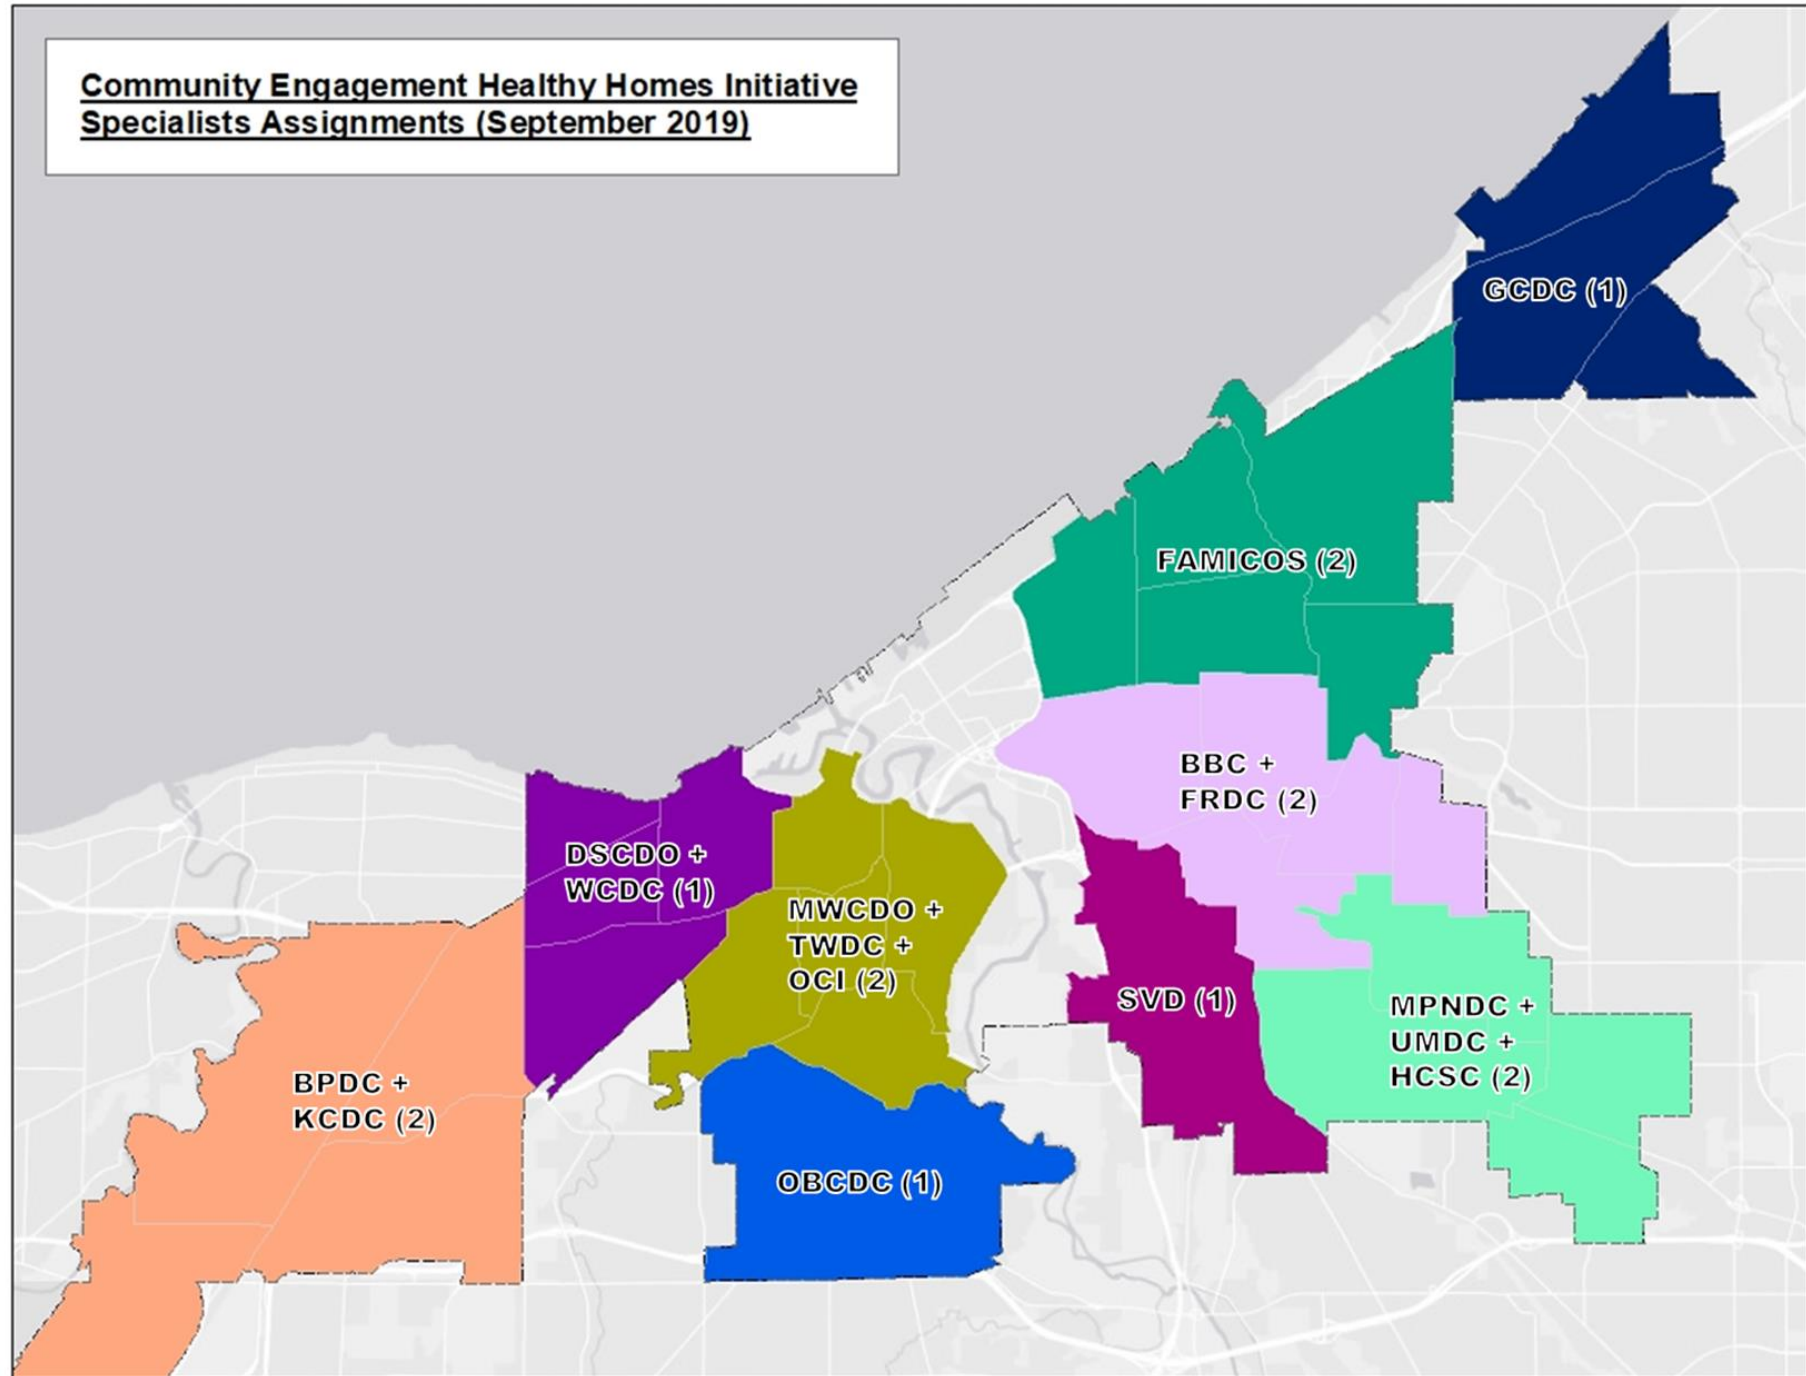 Community Engagement Healthy Homes Initiative
Specialists Assignments (September 2019)
GCDC (1)
FAMICOS (2)
BBC +
FRDC (2)
DSCDO +
WCDC (1)
MWCDO +
TWDC +
OCI (2)
SVD (1)
MPNDC +
UMDC +
HCSC (2)
BPDC +
KCDC (2)
OBCDC (1)